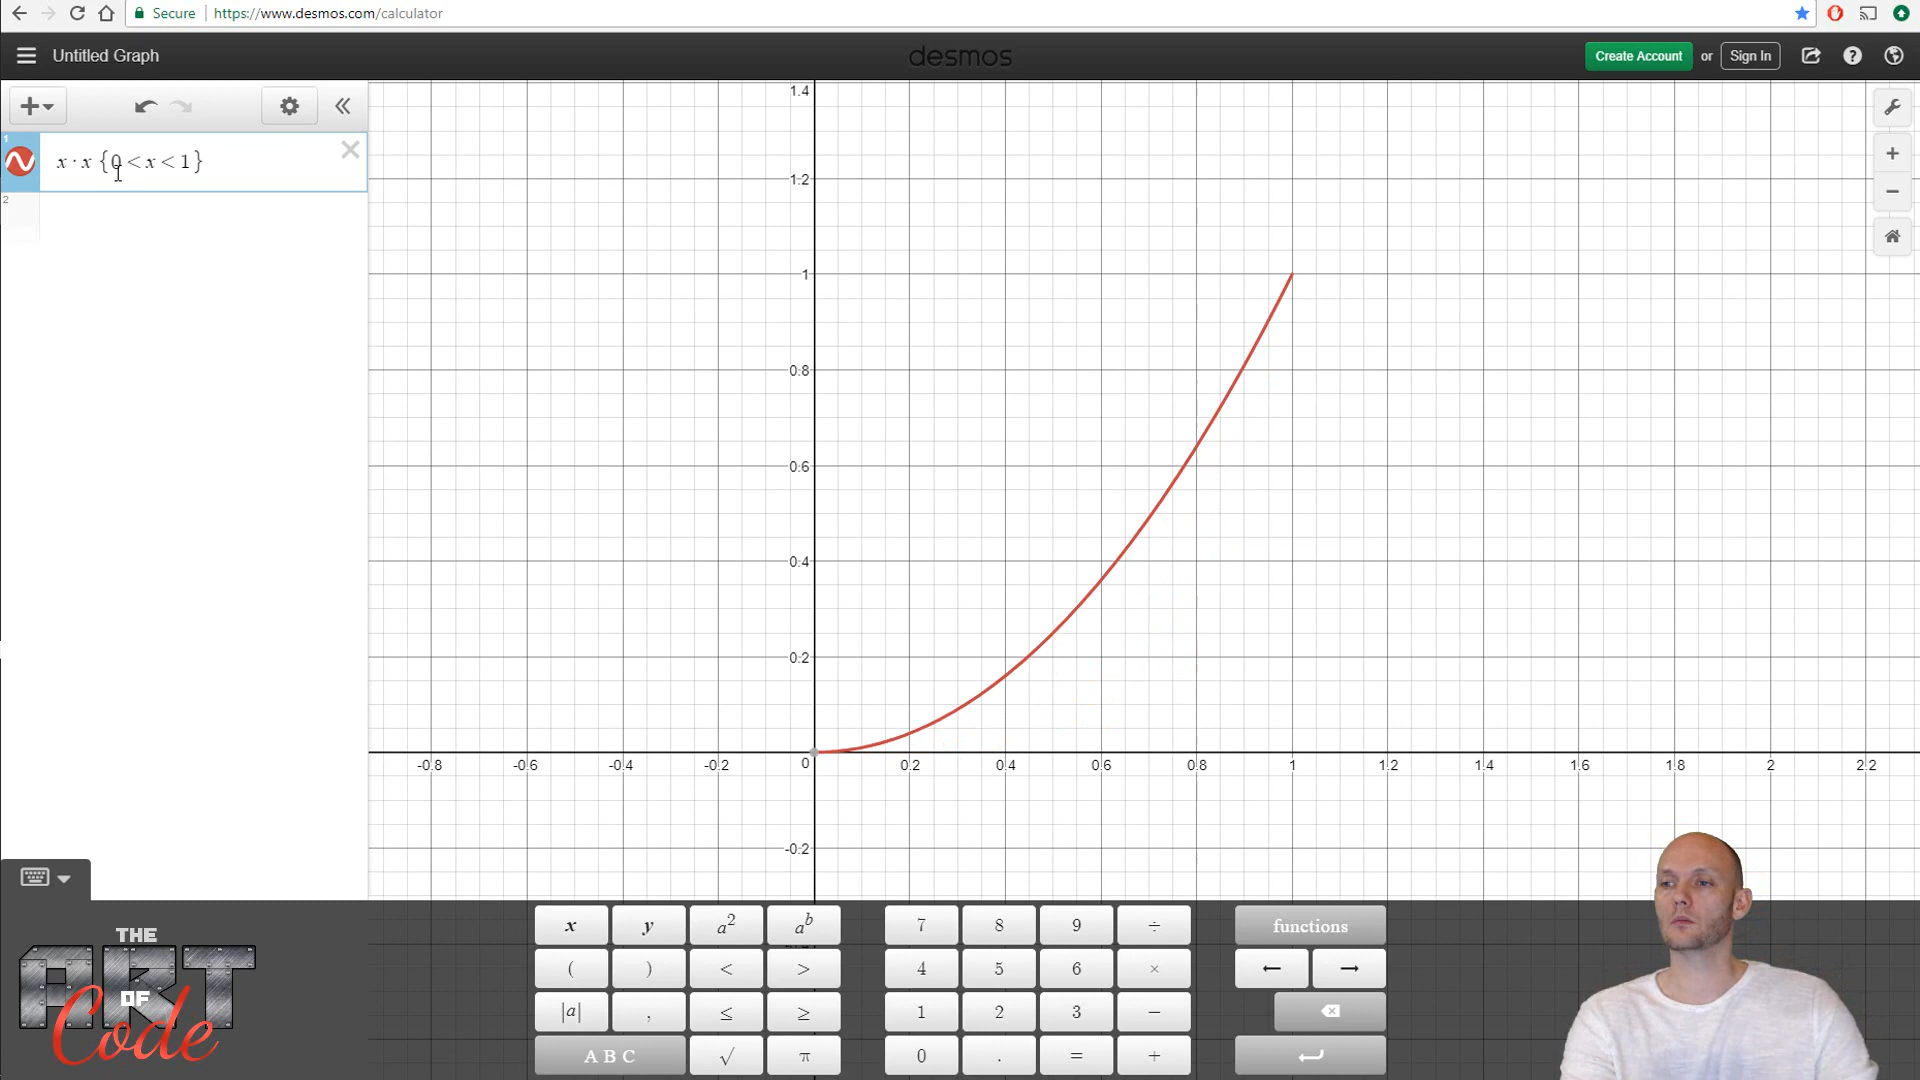 Secure https://www.desmos.com/calculator
Untitled Graph
desmos
Create Account or Sign In
1
x · x {0 < x < 1}
2
1.4
1.2
1
0.8
0.6
0.4
0.2
-0.8 -0.6 -0.4 -0.2 0 0.2 0.4 0.6 0.8 1 1.2 1.4 1.6 1.8 2 2.2
-0.2
x y a² aᵇ 7 8 9 ÷ functions
( ) < > 4 5 6 × ← →
|a| , ≤ ≥ 1 2 3 −
A B C √ π 0 . = +
THE
ART
OF
Code